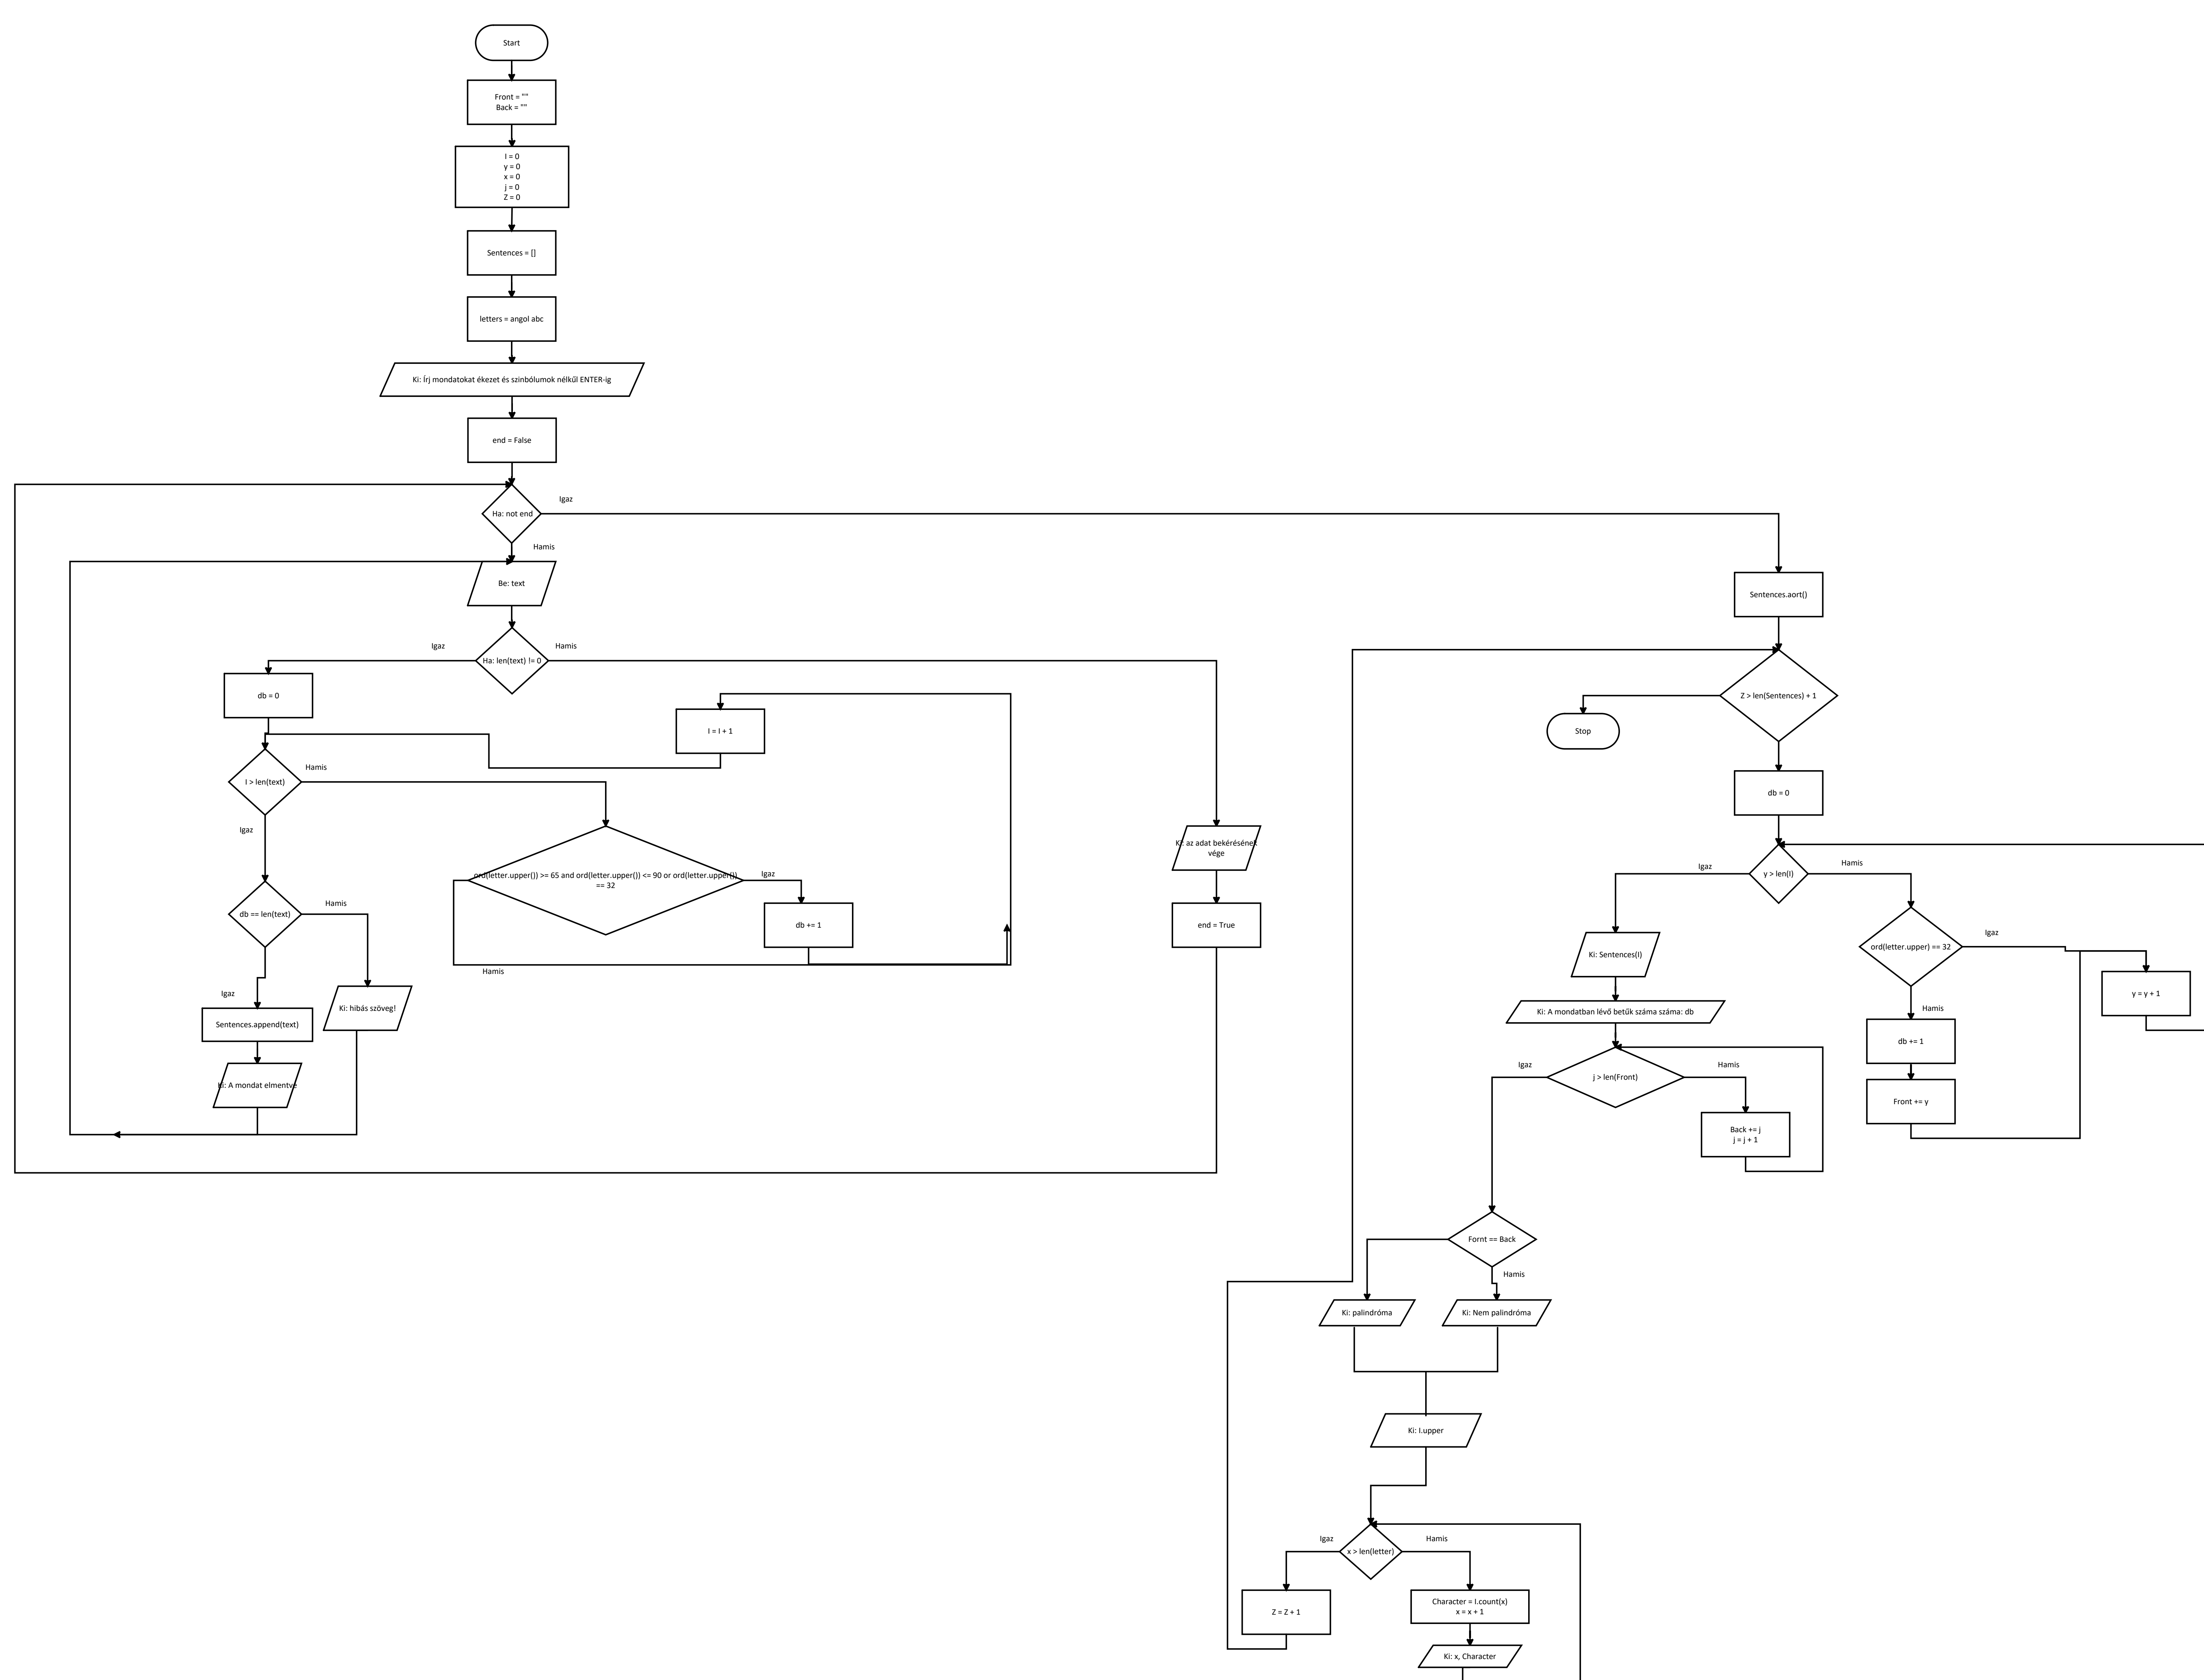 Start
Front = ""
Back = ""
I = 0
y = 0
x = 0
j = 0
Z = 0
Sentences = []
letters = angol abc
Ki: Írj mondatokat ékezet és szinbólumok nélkűl ENTER-ig
end = False
Ha: not end
Igaz
Hamis
Be: text
Ha: len(text) != 0
Igaz
Hamis
db = 0
I = I + 1
I > len(text)
Hamis
Igaz
ord(letter.upper()) >= 65 and ord(letter.upper()) <= 90 or ord(letter.upper())
== 32
Igaz
Hamis
db += 1
db == len(text)
Hamis
Igaz
Ki: hibás szöveg!
Sentences.append(text)
Ki: A mondat elmentve
Ki: az adat bekérésének
vége
end = True
Sentences.aort()
Z > len(Sentences) + 1
Stop
db = 0
y > len(I)
Igaz
Hamis
ord(letter.upper) == 32
Igaz
Hamis
y = y + 1
db += 1
Front += y
Ki: Sentences(I)
Ki: A mondatban lévő betűk száma száma: db
j > len(Front)
Igaz
Hamis
Back += j
j = j + 1
Fornt == Back
Hamis
Ki: palindróma
Ki: Nem palindróma
Ki: I.upper
x > len(letter)
Igaz
Hamis
Z = Z + 1
Character = I.count(x)
x = x + 1
Ki: x, Character